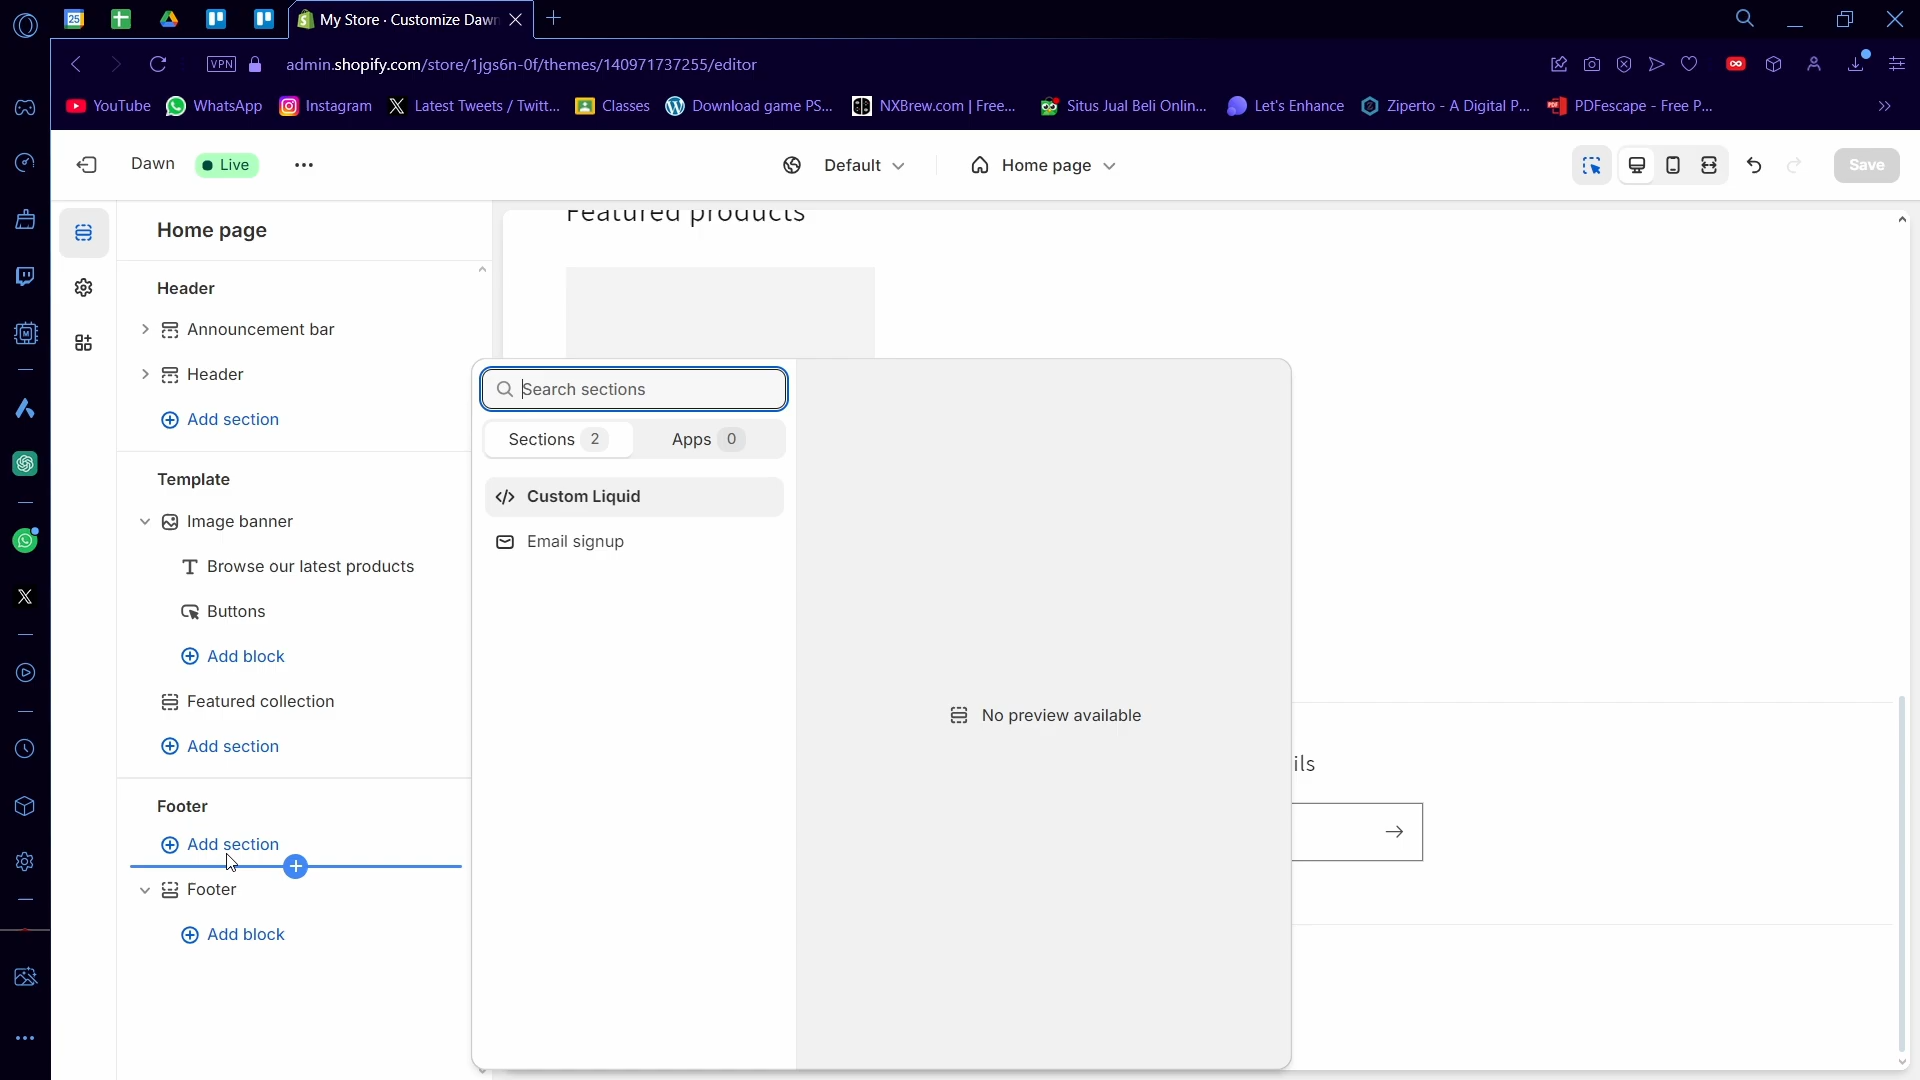 25
My Store · Customize Dawn
VPN
admin.shopify.com/store/1jgs6n-0f/themes/140971737255/editor
YouTube
WhatsApp
Instagram
Latest Tweets / Twitt...
Classes
Download game PS...
NXBrew.com | Free...
Situs Jual Beli Onlin...
Let's Enhance
Ziperto - A Digital P...
PDFescape - Free P...
Dawn
Live
Default
Home page
Save
Home page
Featured products
Header
Announcement bar
Header
Add section
Template
Image banner
Browse our latest products
Buttons
Add block
Featured collection
Add section
Footer
Add section
Footer
Add block
Search sections
Sections 2
Apps 0
Custom Liquid
Email signup
No preview available
ils